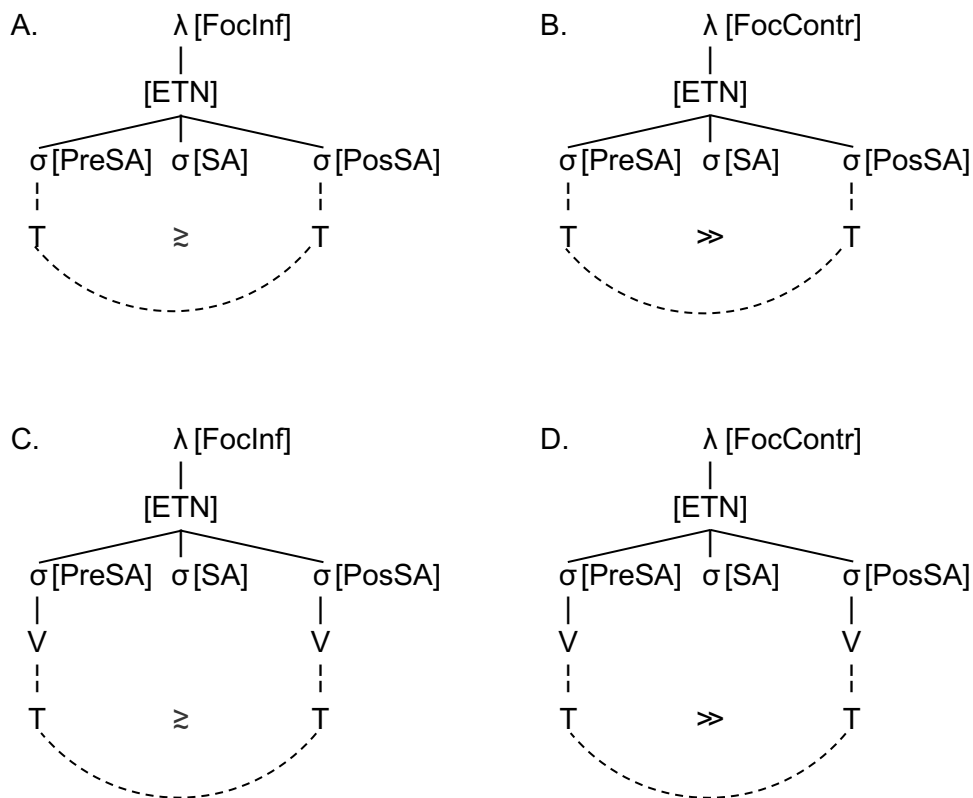 A. λ [FocInf] B. λ [FocContr]
[ETN] [ETN]
σ [PreSA] σ [SA] σ [PosSA] σ [PreSA] σ [SA] σ [PosSA]
T ≳ T T ≫ T
C. λ [FocInf] D. λ [FocContr]
[ETN] [ETN]
σ [PreSA] σ [SA] σ [PosSA] σ [PreSA] σ [SA] σ [PosSA]
V V V V
T ≳ T T ≫ T